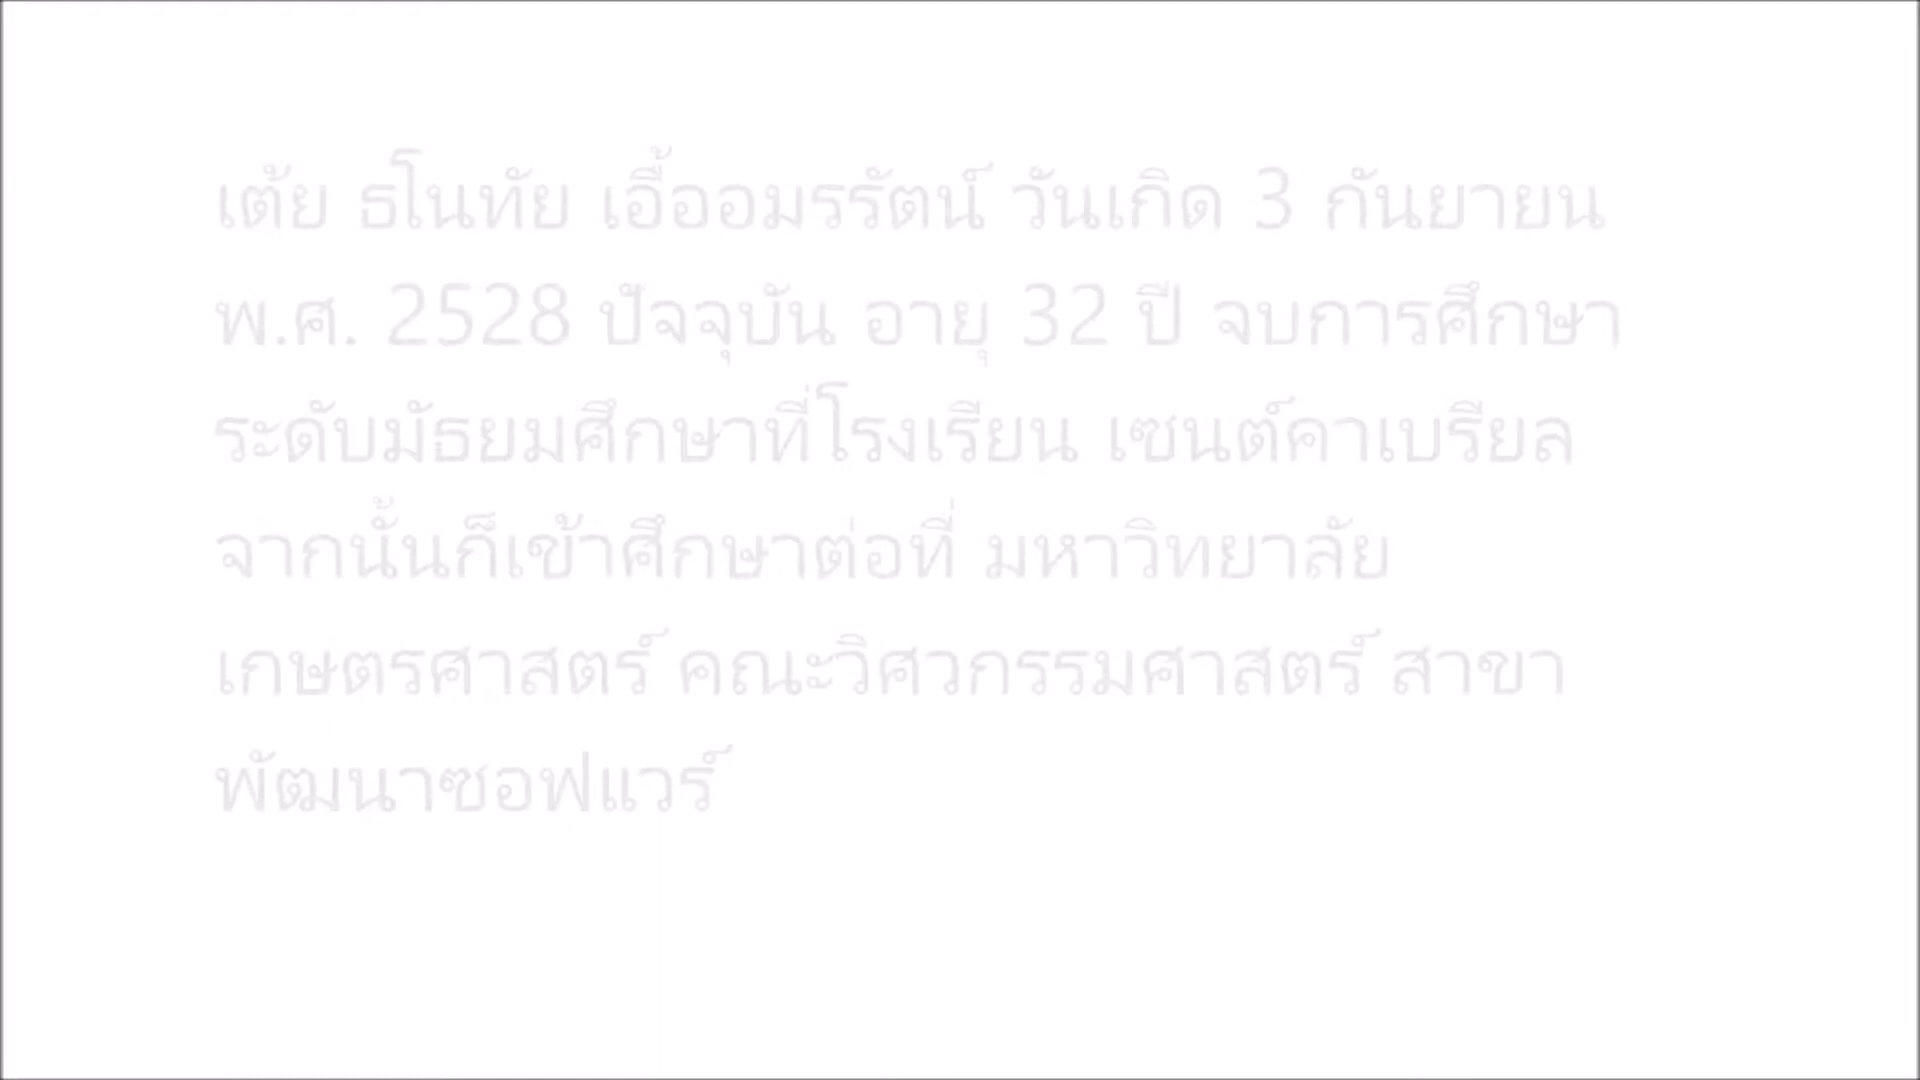 เต้ย ธโนทัย เอื้ออมรรัตน์ วันเกิด 3 กันยายน
พ.ศ. 2528 ปัจจุบัน อายุ 32 ปี จบการศึกษา
ระดับมัธยมศึกษาที่โรงเรียน เซนต์คาเบรียล
จากนั้นก็เข้าศึกษาต่อที่ มหาวิทยาลัย
เกษตรศาสตร์ คณะวิศวกรรมศาสตร์ สาขา
พัฒนาซอฟแวร์